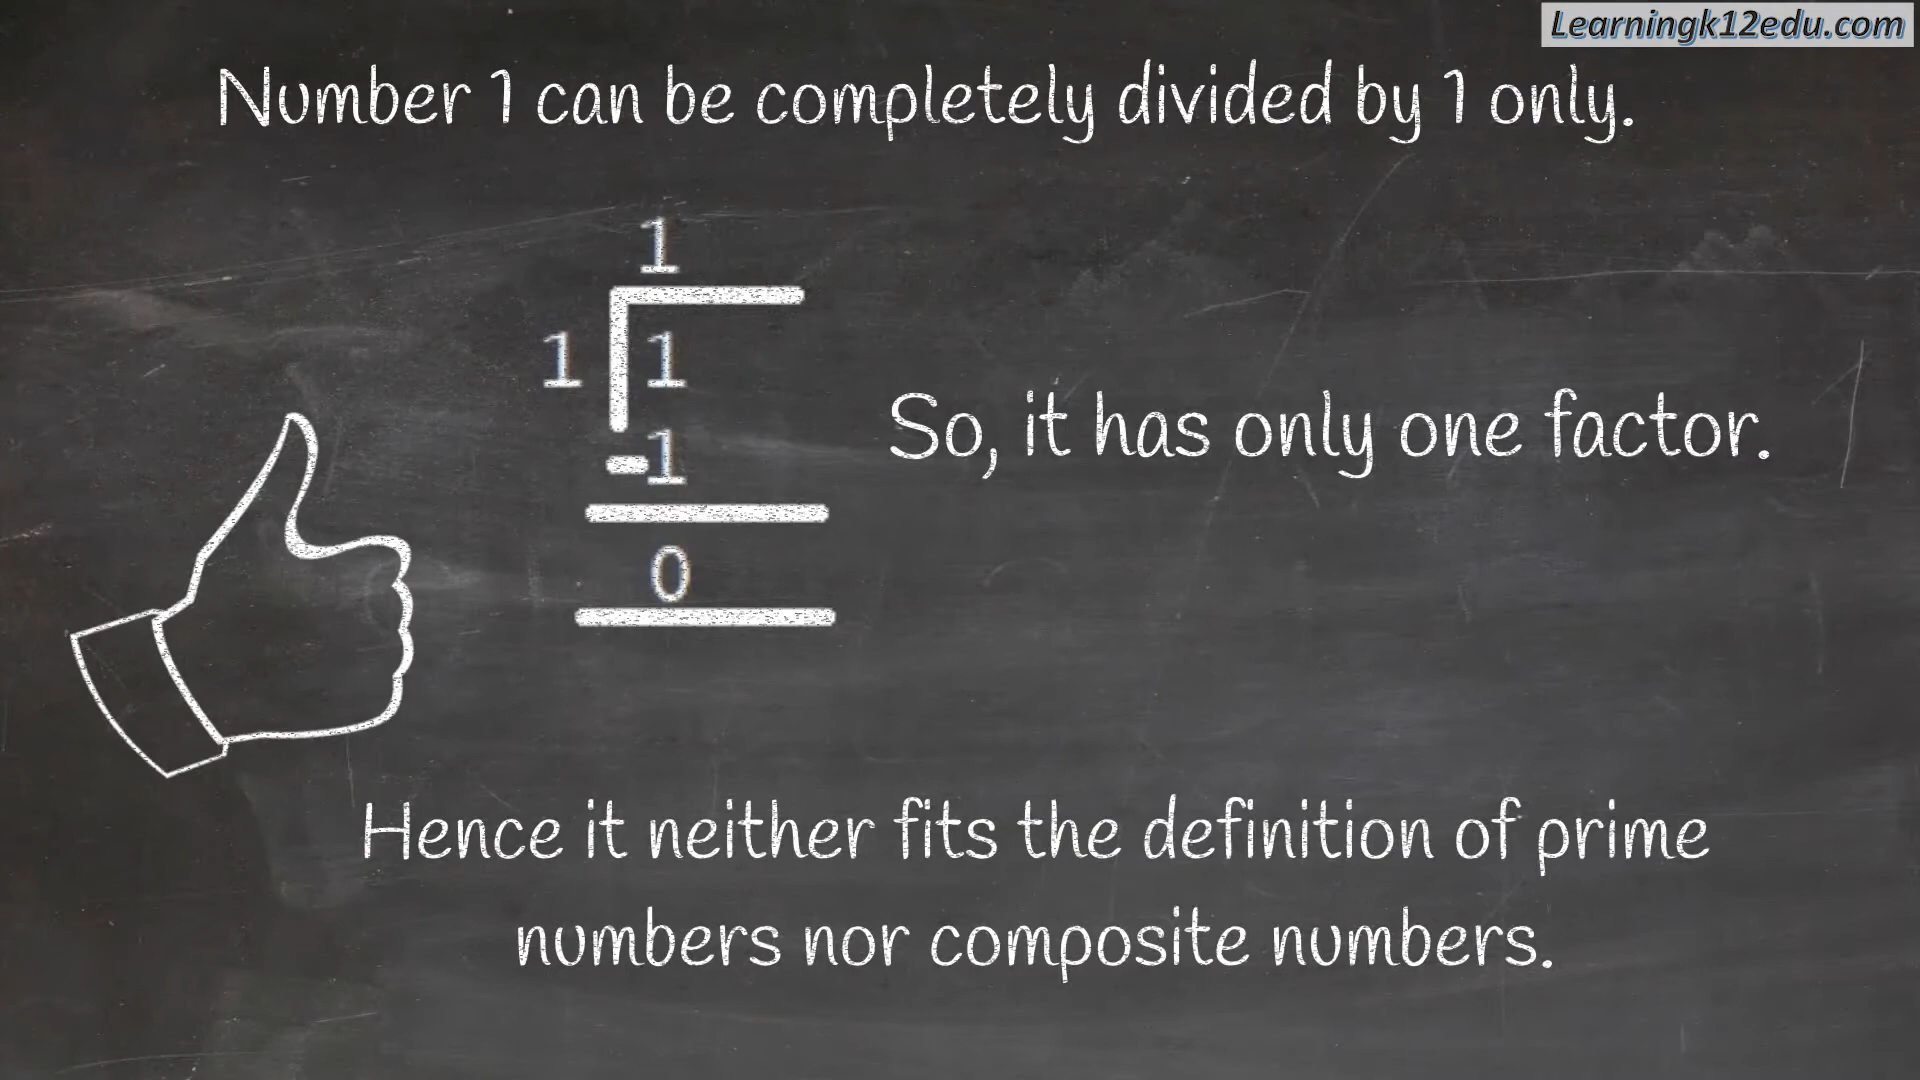 Learningk12edu.com
Number 1 can be completely divided by 1 only.
1
1 1
-1
0
So, it has only one factor.
Hence it neither fits the definition of prime
numbers nor composite numbers.